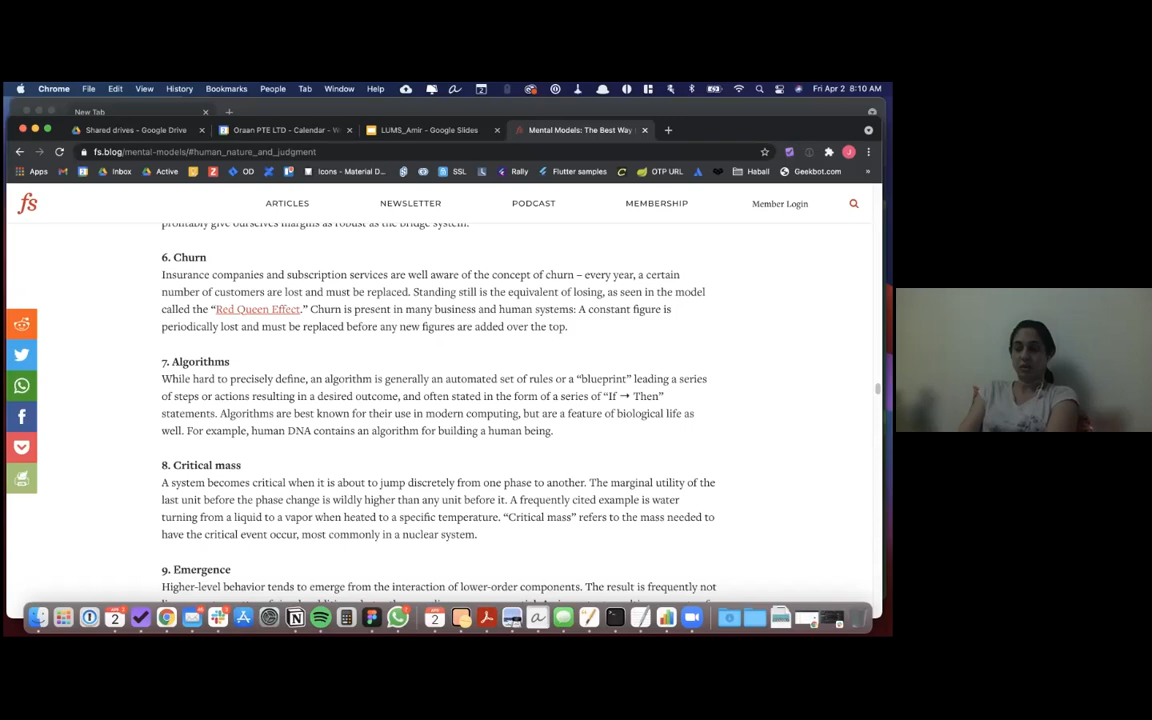 Chrome File Edit View History Bookmarks People Tab Window Help Fri Apr 2 8:10 AM
New Tab
Shared drives - Google Drive Oraan PTE LTD - Calendar - W LUMS_Amir - Google Slides Mental Models: The Best Way
fs.blog/mental-models/#human_nature_and_judgment
Apps Inbox Active OD Icons - Material D... SSL Rally Flutter samples OTP URL Haball Geekbot.com »
fs ARTICLES NEWSLETTER PODCAST MEMBERSHIP Member Login
profitably give ourselves margins as robust as the bridge system.
6. Churn
Insurance companies and subscription services are well aware of the concept of churn – every year, a certain
number of customers are lost and must be replaced. Standing still is the equivalent of losing, as seen in the model
called the “Red Queen Effect.” Churn is present in many business and human systems: A constant figure is
periodically lost and must be replaced before any new figures are added over the top.
7. Algorithms
While hard to precisely define, an algorithm is generally an automated set of rules or a “blueprint” leading a series
of steps or actions resulting in a desired outcome, and often stated in the form of a series of “If → Then”
statements. Algorithms are best known for their use in modern computing, but are a feature of biological life as
well. For example, human DNA contains an algorithm for building a human being.
8. Critical mass
A system becomes critical when it is about to jump discretely from one phase to another. The marginal utility of the
last unit before the phase change is wildly higher than any unit before it. A frequently cited example is water
turning from a liquid to a vapor when heated to a specific temperature. “Critical mass” refers to the mass needed to
have the critical event occur, most commonly in a nuclear system.
9. Emergence
Higher-level behavior tends to emerge from the interaction of lower-order components. The result is frequently not